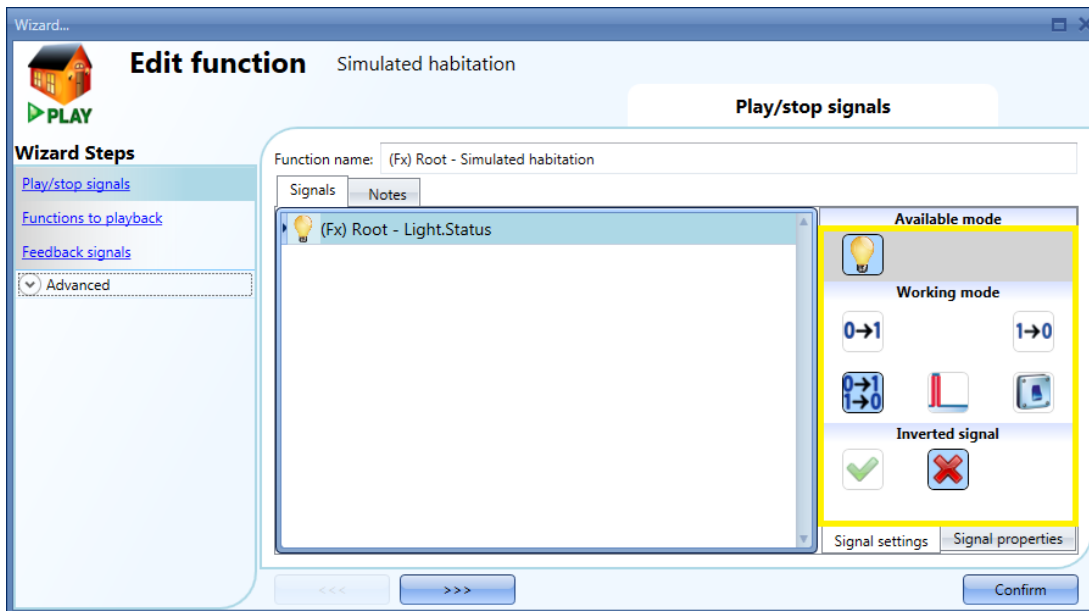 Wizard...
Edit function Simulated habitation
PLAY
Play/stop signals
Wizard Steps
Play/stop signals
Functions to playback
Feedback signals
Advanced
Function name: (Fx) Root - Simulated habitation
Signals Notes
(Fx) Root - Light.Status
Available mode
Working mode
0→1 1→0
0→1
1→0
Inverted signal
Signal settings Signal properties
<<< >>> Confirm